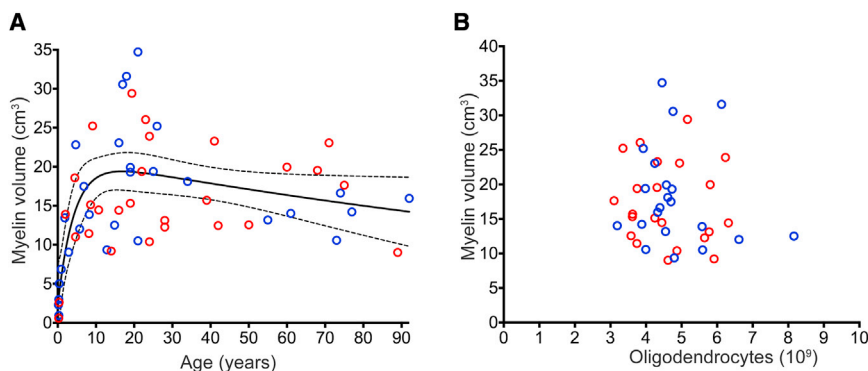 A
B
Myelin volume (cm³)
35
30
25
20
15
10
5
0
0 10 20 30 40 50 60 70 80 90
Age (years)
Myelin volume (cm³)
40
35
30
25
20
15
10
5
0
0 1 2 3 4 5 6 7 8 9 10
Oligodendrocytes (10⁹)